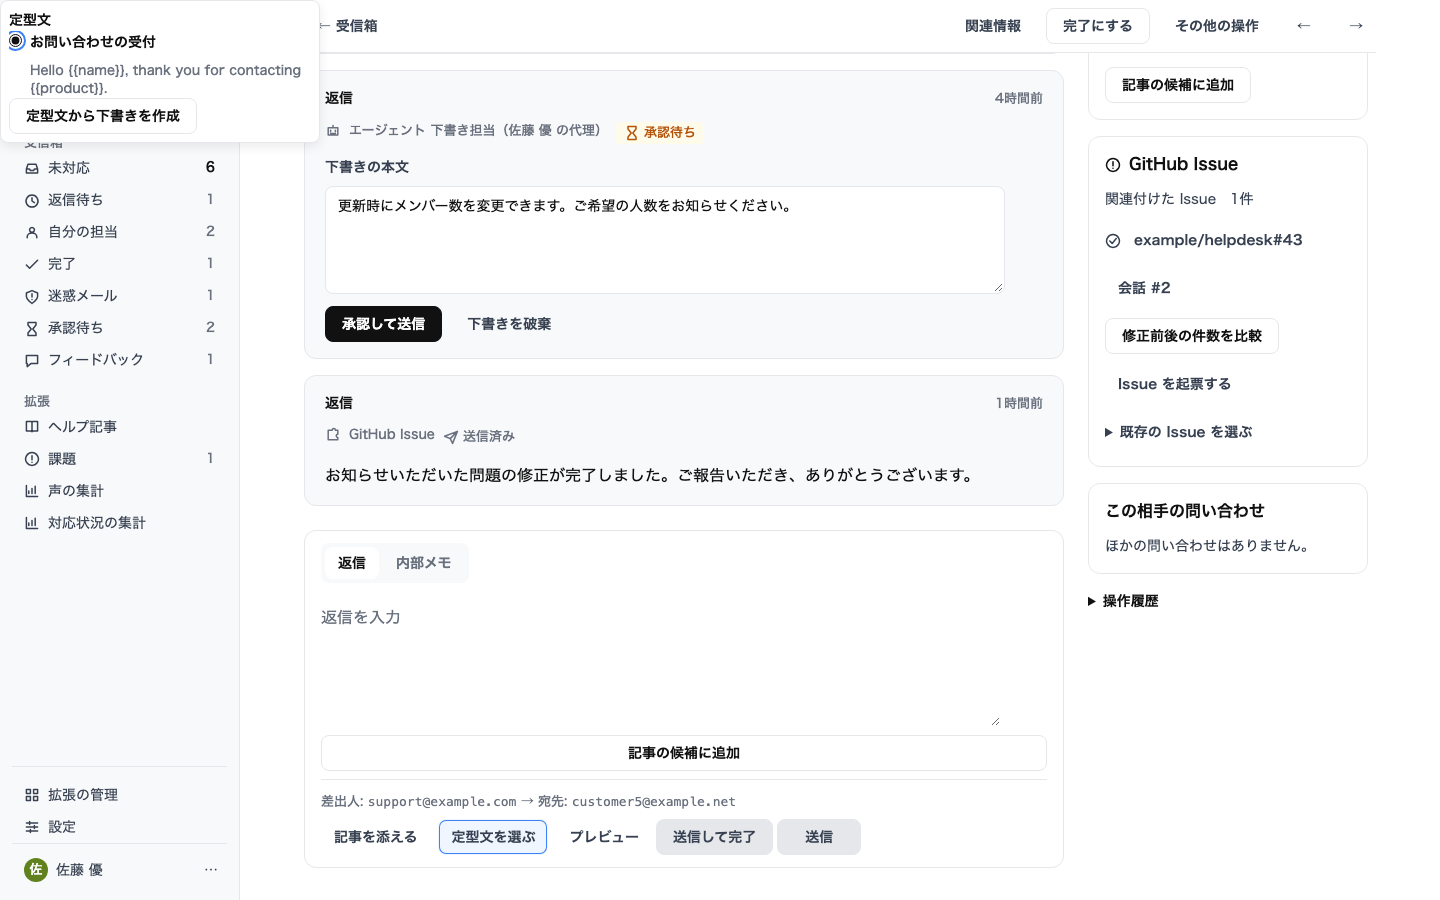 定型文
お問い合わせの受付
Hello {{name}}, thank you for contacting
{{product}}.
定型文から下書きを作成
← 受信箱
関連情報
完了にする
その他の操作
←
→
未対応 6
返信待ち 1
自分の担当 2
完了 1
迷惑メール 1
承認待ち 2
フィードバック 1
拡張
ヘルプ記事
課題 1
声の集計
対応状況の集計
拡張の管理
設定
佐 佐藤 優 …
返信 4時間前
エージェント 下書き担当（佐藤 優 の代理） 承認待ち
下書きの本文
更新時にメンバー数を変更できます。ご希望の人数をお知らせください。
承認して送信 下書きを破棄
返信 1時間前
GitHub Issue 送信済み
お知らせいただいた問題の修正が完了しました。ご報告いただき、ありがとうございます。
返信 内部メモ
返信を入力
記事の候補に追加
差出人: support@example.com → 宛先: customer5@example.net
記事を添える 定型文を選ぶ プレビュー 送信して完了 送信
記事の候補に追加
GitHub Issue
関連付けた Issue 1件
example/helpdesk#43
会話 #2
修正前後の件数を比較
Issue を起票する
▶ 既存の Issue を選ぶ
この相手の問い合わせ
ほかの問い合わせはありません。
▶ 操作履歴